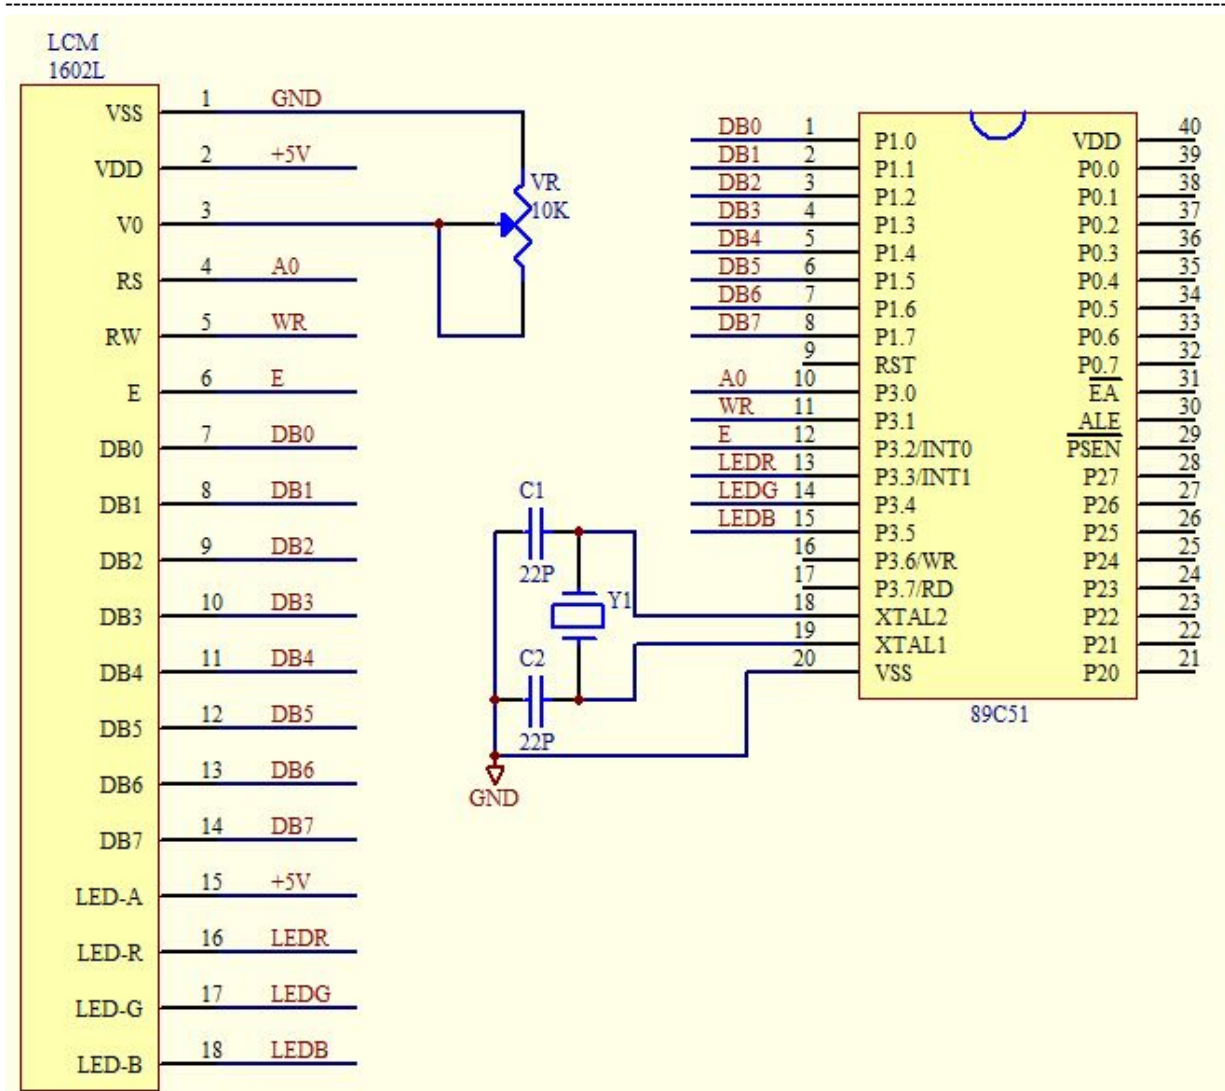 LCM
1602L
VSS 1 GND
VDD 2 +5V
V0 3
RS 4 A0
RW 5 WR
E 6 E
DB0 7 DB0
DB1 8 DB1
DB2 9 DB2
DB3 10 DB3
DB4 11 DB4
DB5 12 DB5
DB6 13 DB6
DB7 14 DB7
LED-A 15 +5V
LED-R 16 LEDR
LED-G 17 LEDG
LED-B 18 LEDB
VR
10K
C1
22P
Y1
C2
22P
GND
DB0 1 P1.0 VDD 40
DB1 2 P1.1 P0.0 39
DB2 3 P1.2 P0.1 38
DB3 4 P1.3 P0.2 37
DB4 5 P1.4 P0.3 36
DB5 6 P1.5 P0.4 35
DB6 7 P1.6 P0.5 34
DB7 8 P1.7 P0.6 33
9 RST P0.7 32
A0 10 P3.0 EA 31
WR 11 P3.1 ALE 30
E 12 P3.2/INT0 PSEN 29
LEDR 13 P3.3/INT1 P27 28
LEDG 14 P3.4 P26 27
LEDB 15 P3.5 P25 26
16 P3.6/WR P24 25
17 P3.7/RD P23 24
18 XTAL2 P22 23
19 XTAL1 P21 22
20 VSS P20 21
89C51